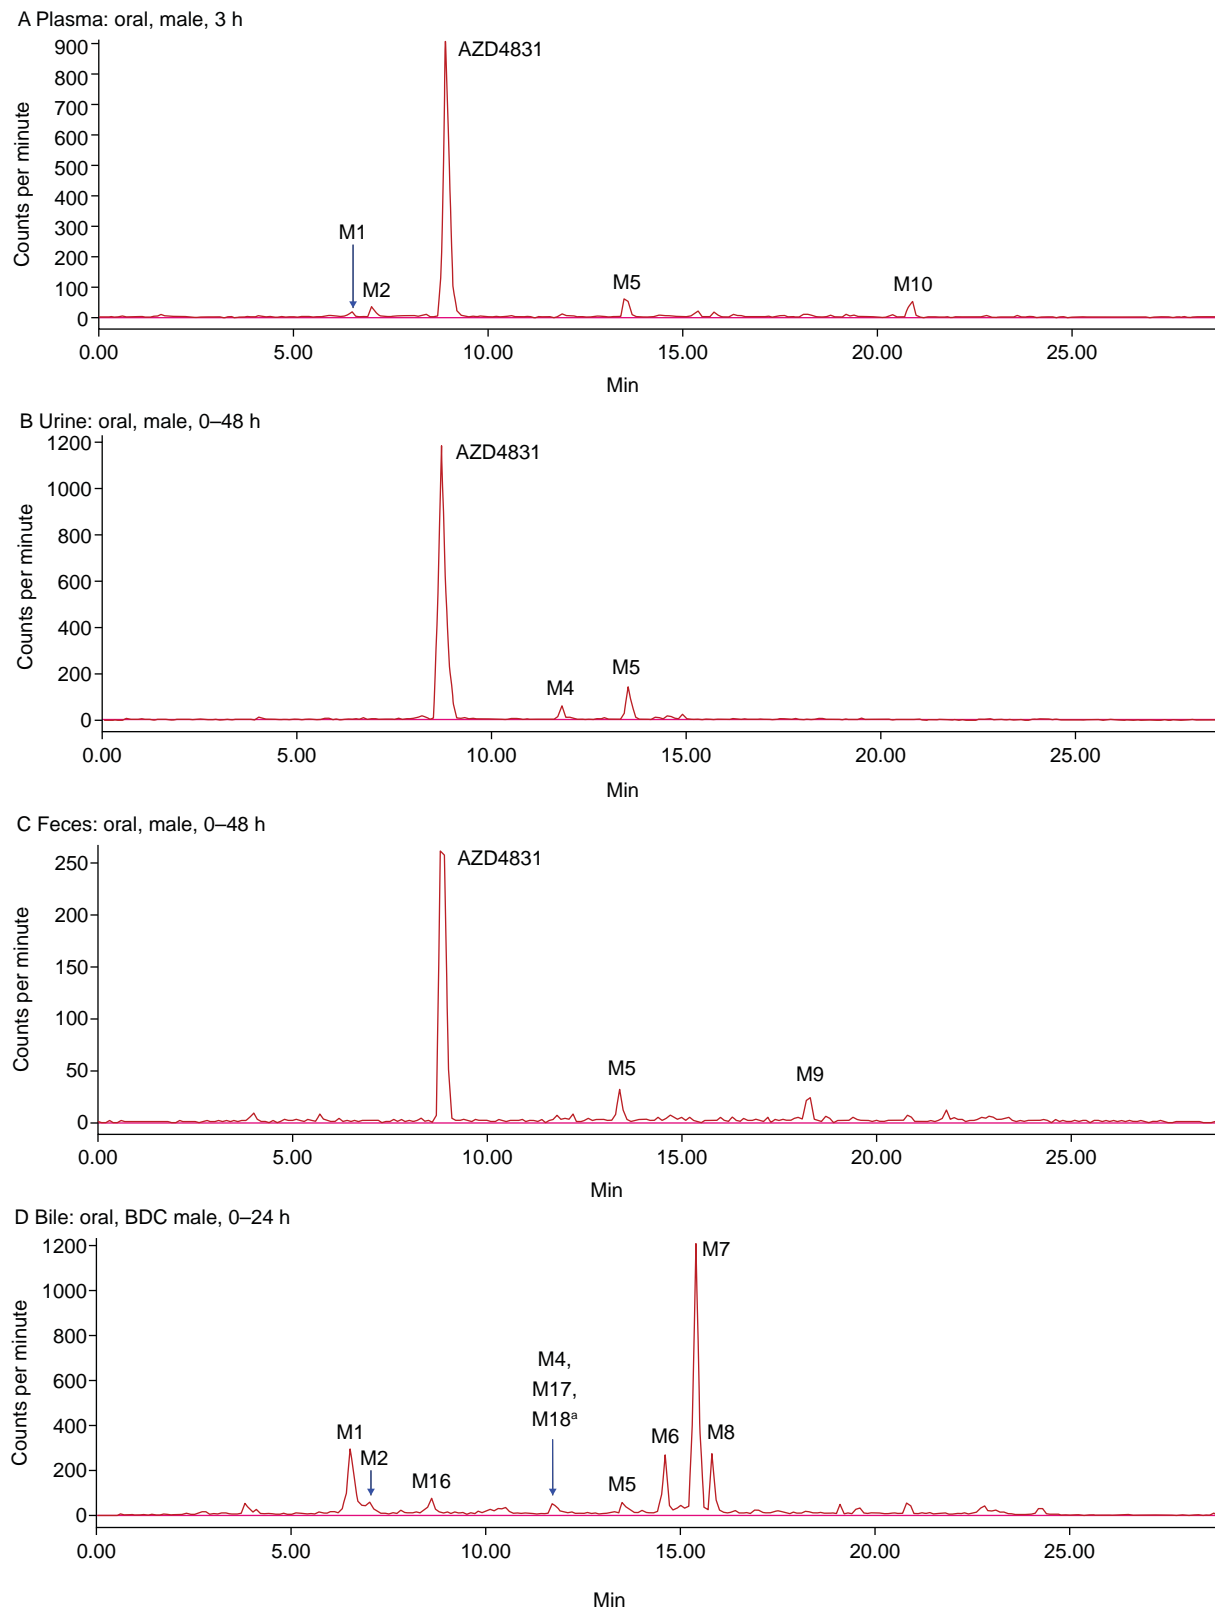 A Plasma: oral, male, 3 h
Counts per minute
900
800
700
600
500
400
300
200
100
0
AZD4831
M1
M2
M5
M10
0.00 5.00 10.00 15.00 20.00 25.00
Min
B Urine: oral, male, 0–48 h
Counts per minute
1200
1000
800
600
400
200
0
AZD4831
M4
M5
0.00 5.00 10.00 15.00 20.00 25.00
Min
C Feces: oral, male, 0–48 h
Counts per minute
250
200
150
100
50
0
AZD4831
M5
M9
0.00 5.00 10.00 15.00 20.00 25.00
Min
D Bile: oral, BDC male, 0–24 h
Counts per minute
1200
1000
800
600
400
200
0
M1
M2
M16
M4,
M17,
M18ᵃ
M5
M6
M7
M8
0.00 5.00 10.00 15.00 20.00 25.00
Min